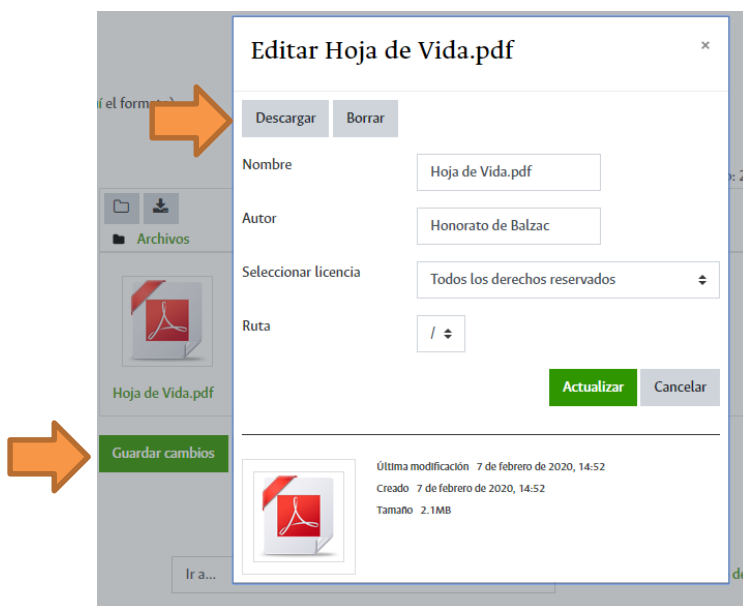 Editar Hoja de Vida.pdf
×
í el formato)
Descargar Borrar
Nombre Hoja de Vida.pdf
Autor Honorato de Balzac
Archivos
Seleccionar licencia Todos los derechos reservados
Ruta /
Hoja de Vida.pdf
Actualizar Cancelar
Guardar cambios
Última modificación 7 de febrero de 2020, 14:52
Creado 7 de febrero de 2020, 14:52
Tamaño 2.1MB
Ir a...